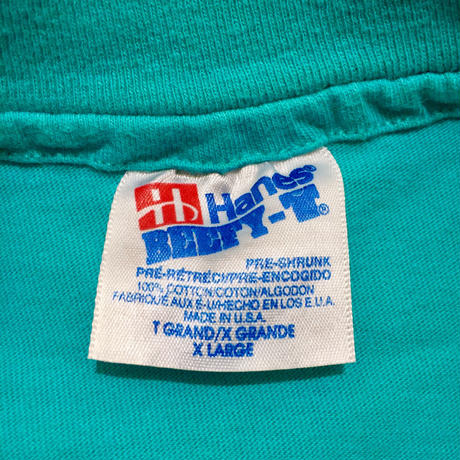 H Hanes®
BEEFY-T®
PRE-SHRUNK
PRÉ-RÉTRÉCI/PRE-ENCOGIDO
100% COTTON/COTON/ALGODON
FABRIQUÉ AUX É-U/HECHO EN LOS E.U.A.
MADE IN U.S.A.
T GRAND/X GRANDE
X LARGE